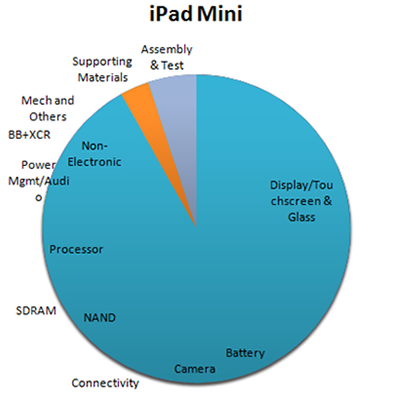 iPad Mini
Assembly
& Test
Supporting
Materials
Mech and
Others
BB+XCR
Non-
Electronic
Power
Mgmt/Audi
o
Display/Tou
chscreen &
Glass
Processor
SDRAM
NAND
Battery
Camera
Connectivity